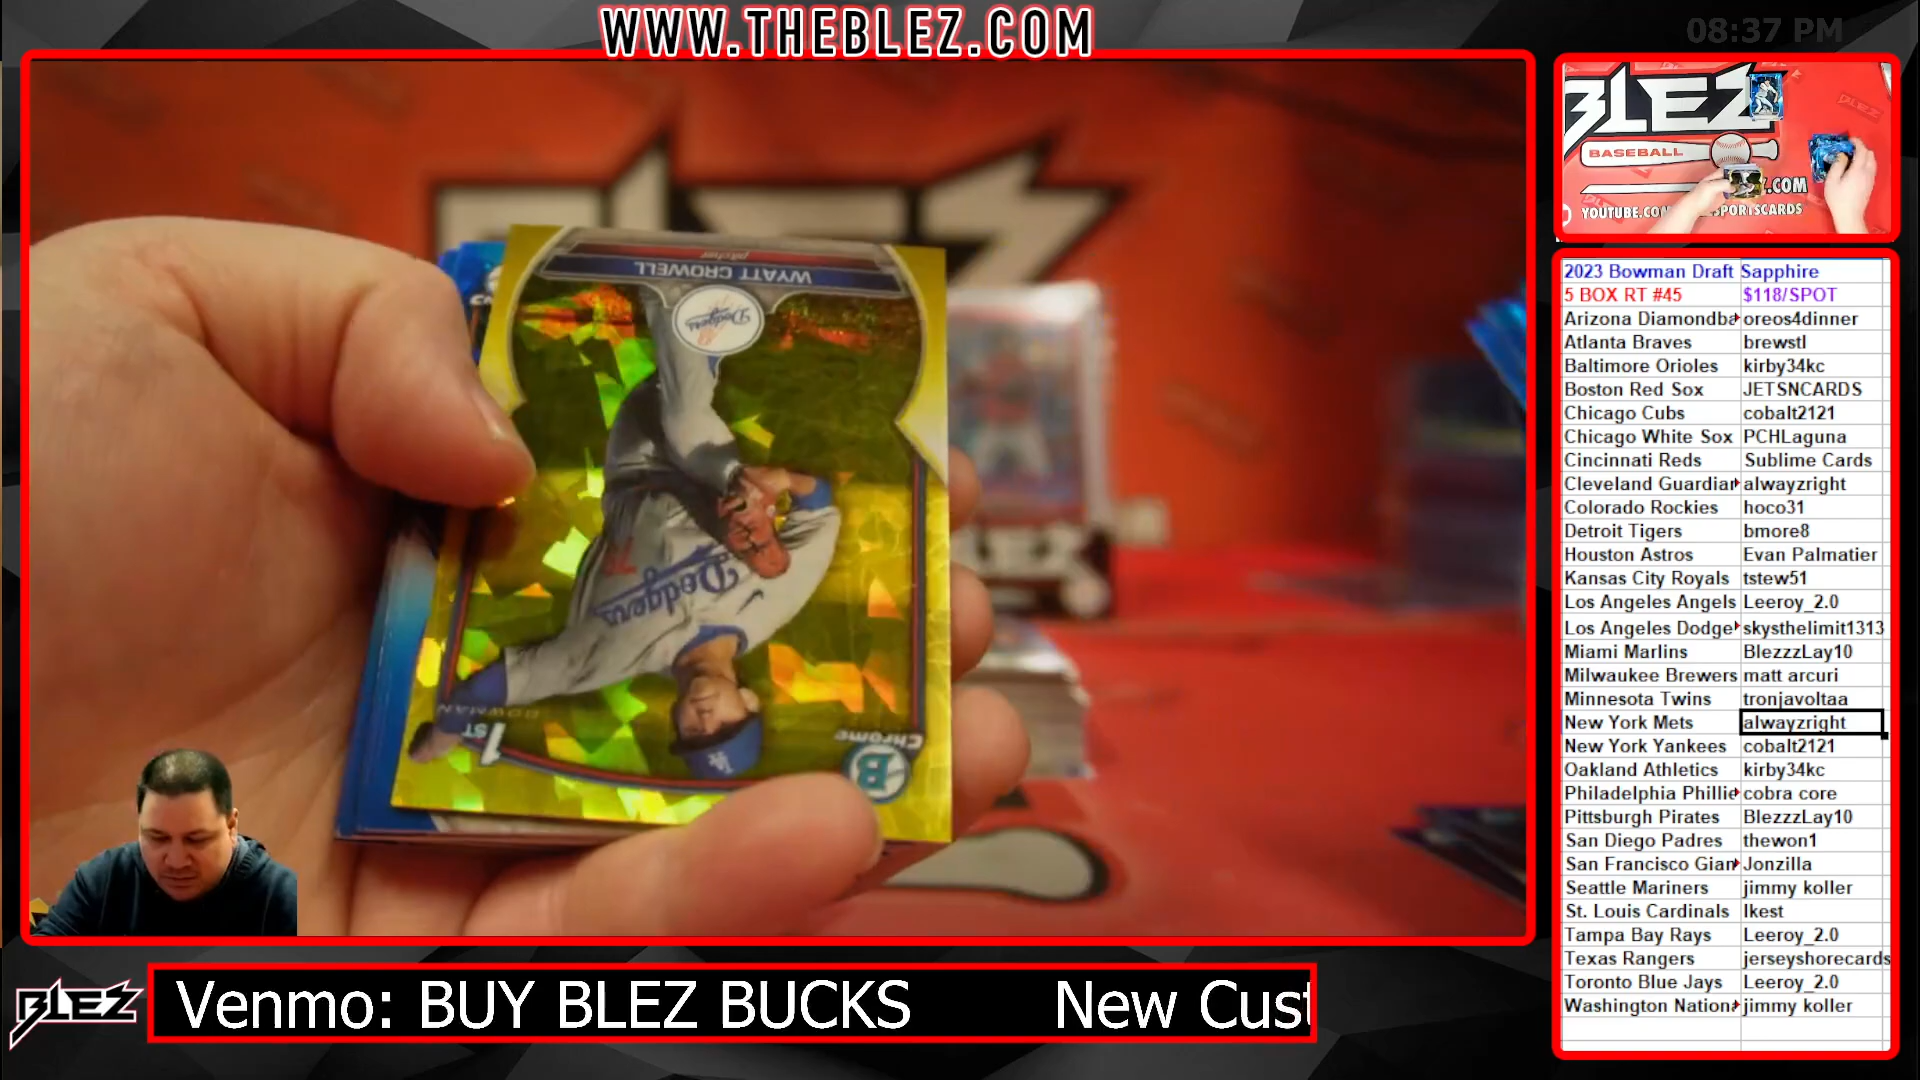 WWW.THEBLEZ.COM
08:37 PM
WYATT CROWELL
pitcher
Dodgers
Dodgers
BOWMAN
1ST
CHROME
B
LA
BLEZ
BASEBALL
.COM
YOUTUBE.COM
SPORTSCARDS
2023 Bowman Draft Sapphire
5 BOX RT #45 $118/SPOT
Arizona Diamondba oreos4dinner
Atlanta Braves brewstl
Baltimore Orioles kirby34kc
Boston Red Sox JETSNCARDS
Chicago Cubs cobalt2121
Chicago White Sox PCHLaguna
Cincinnati Reds Sublime Cards
Cleveland Guardian alwayzright
Colorado Rockies hoco31
Detroit Tigers bmore8
Houston Astros Evan Palmatier
Kansas City Royals tstew51
Los Angeles Angels Leeroy_2.0
Los Angeles Dodge skysthelimit1313
Miami Marlins BlezzzLay10
Milwaukee Brewers matt arcuri
Minnesota Twins tronjavoltaa
New York Mets alwayzright
New York Yankees cobalt2121
Oakland Athletics kirby34kc
Philadelphia Phillie cobra core
Pittsburgh Pirates BlezzzLay10
San Diego Padres thewon1
San Francisco Gian Jonzilla
Seattle Mariners jimmy koller
St. Louis Cardinals lkest
Tampa Bay Rays Leeroy_2.0
Texas Rangers jerseyshorecards
Toronto Blue Jays Leeroy_2.0
Washington Nationa jimmy koller
BLEZ
Venmo: BUY BLEZ BUCKS New Cust